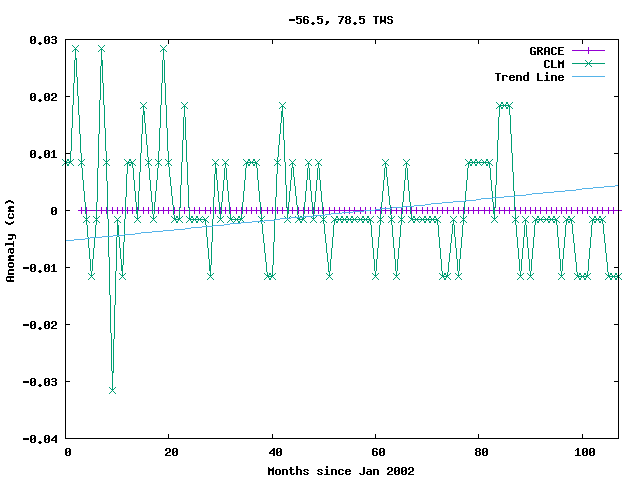 -56.5, 78.5 TWS
GRACE
CLM
Trend Line
0.03
0.02
0.01
0
-0.01
-0.02
-0.03
-0.04
Anomaly (cm)
0 20 40 60 80 100
Months since Jan 2002